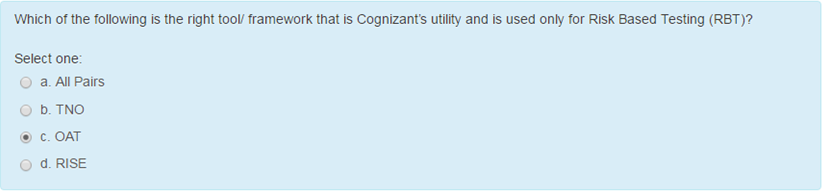 Which of the following is the right tool/ framework that is Cognizant's utility and is used only for Risk Based Testing (RBT)?
Select one:
a. All Pairs
b. TNO
c. OAT
d. RISE